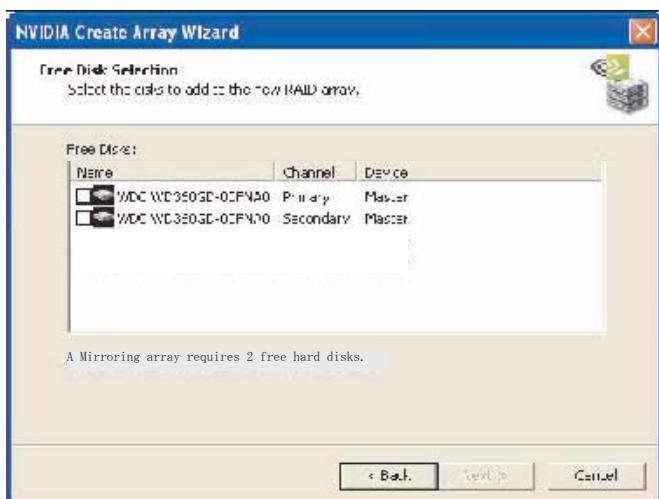 NVIDIA Create Array Wizard
Free Disk Selection
Select the disks to add to the new RAID array.
Free Disks:
Name Channel Device
Primary Master
Secondary Master
A Mirroring array requires 2 free hard disks.
< Back Next > Cancel